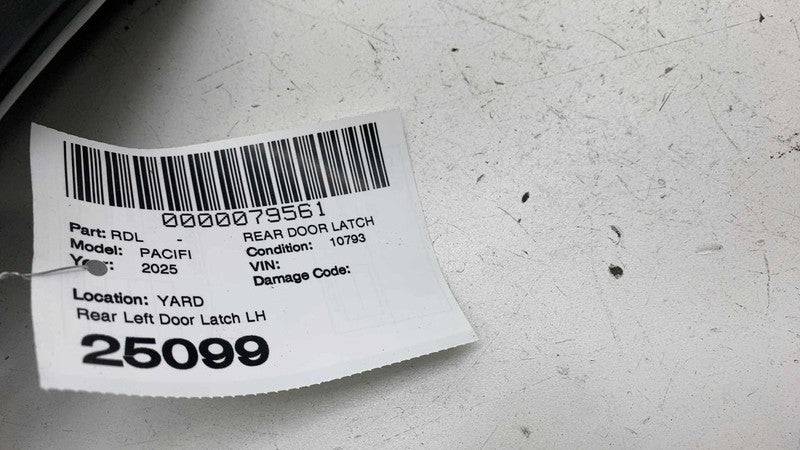 0000079561
Part: RDL - REAR DOOR LATCH
Model: PACIFI Condition: 10793
Year: 2025 VIN:
Damage Code:
Location: YARD
Rear Left Door Latch LH
25099